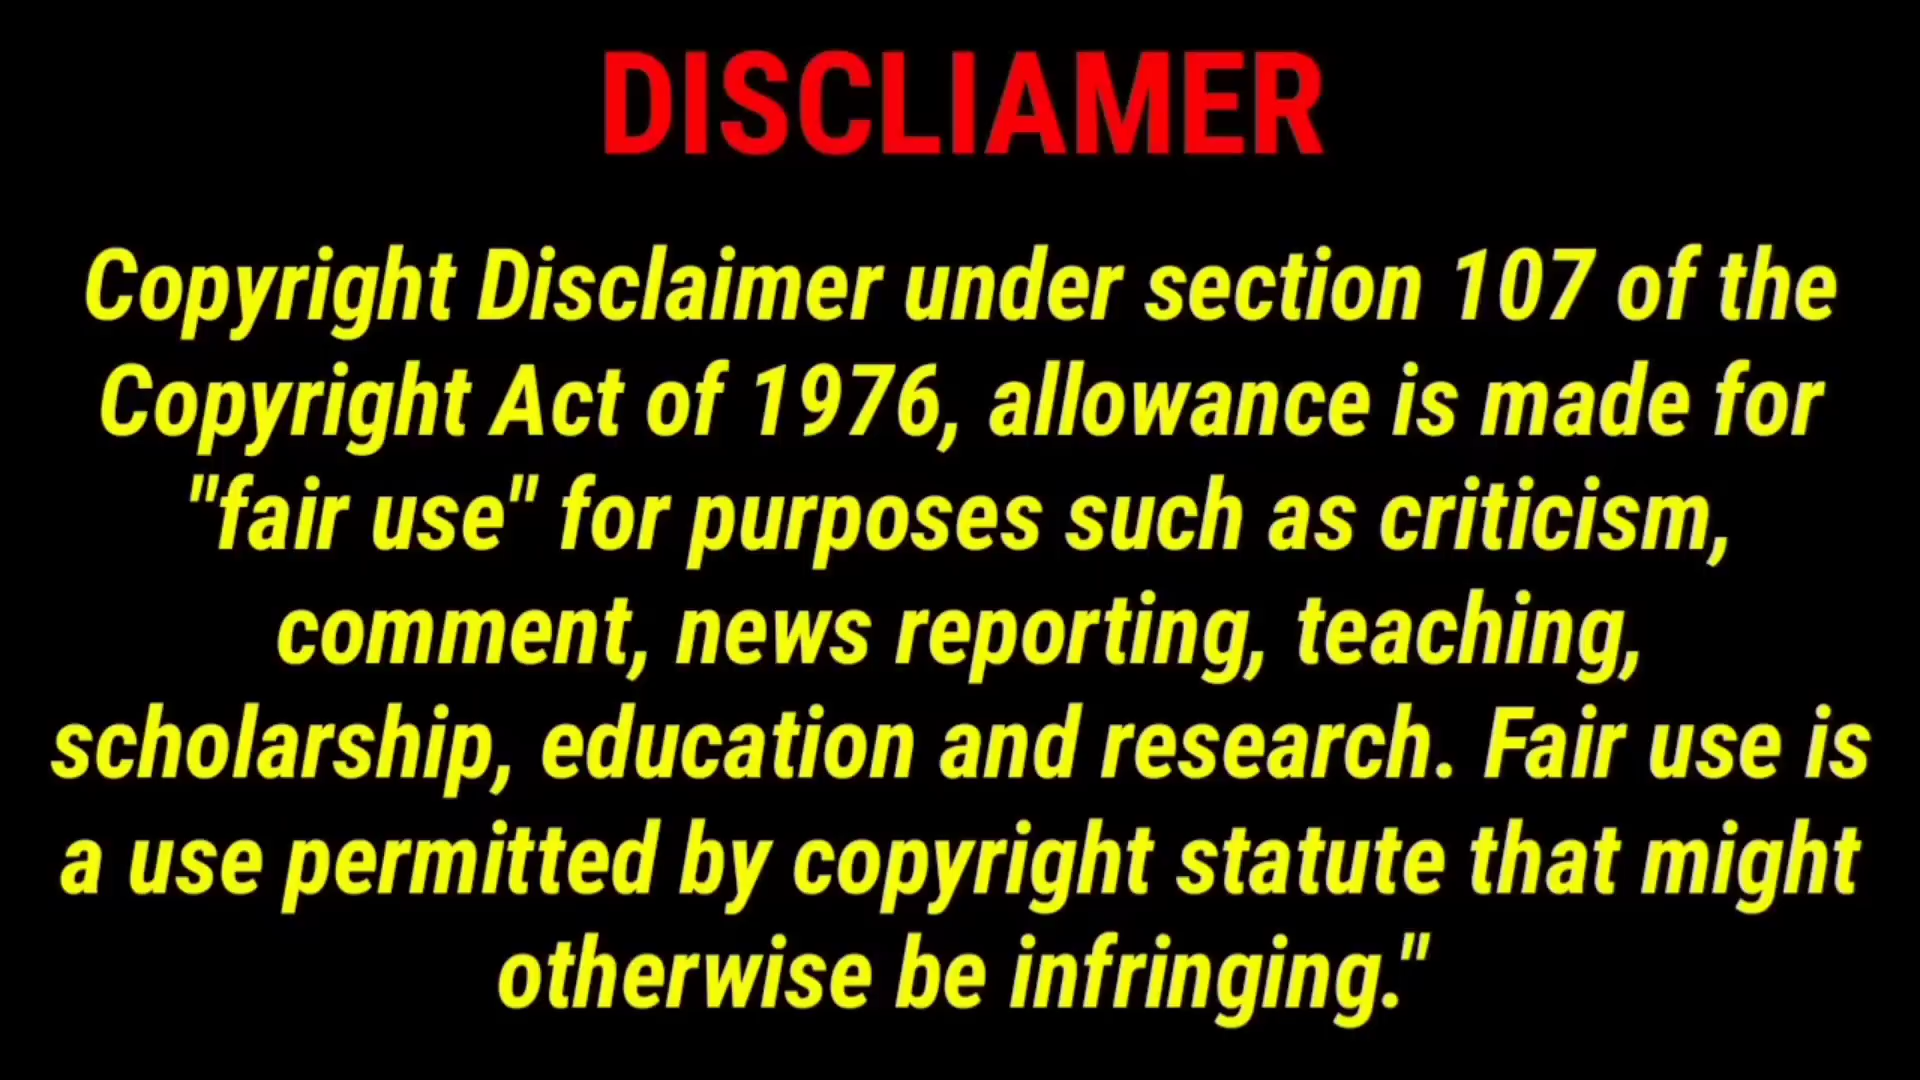 DISCLIAMER
Copyright Disclaimer under section 107 of the
Copyright Act of 1976, allowance is made for
"fair use" for purposes such as criticism,
comment, news reporting, teaching,
scholarship, education and research. Fair use is
a use permitted by copyright statute that might
otherwise be infringing."